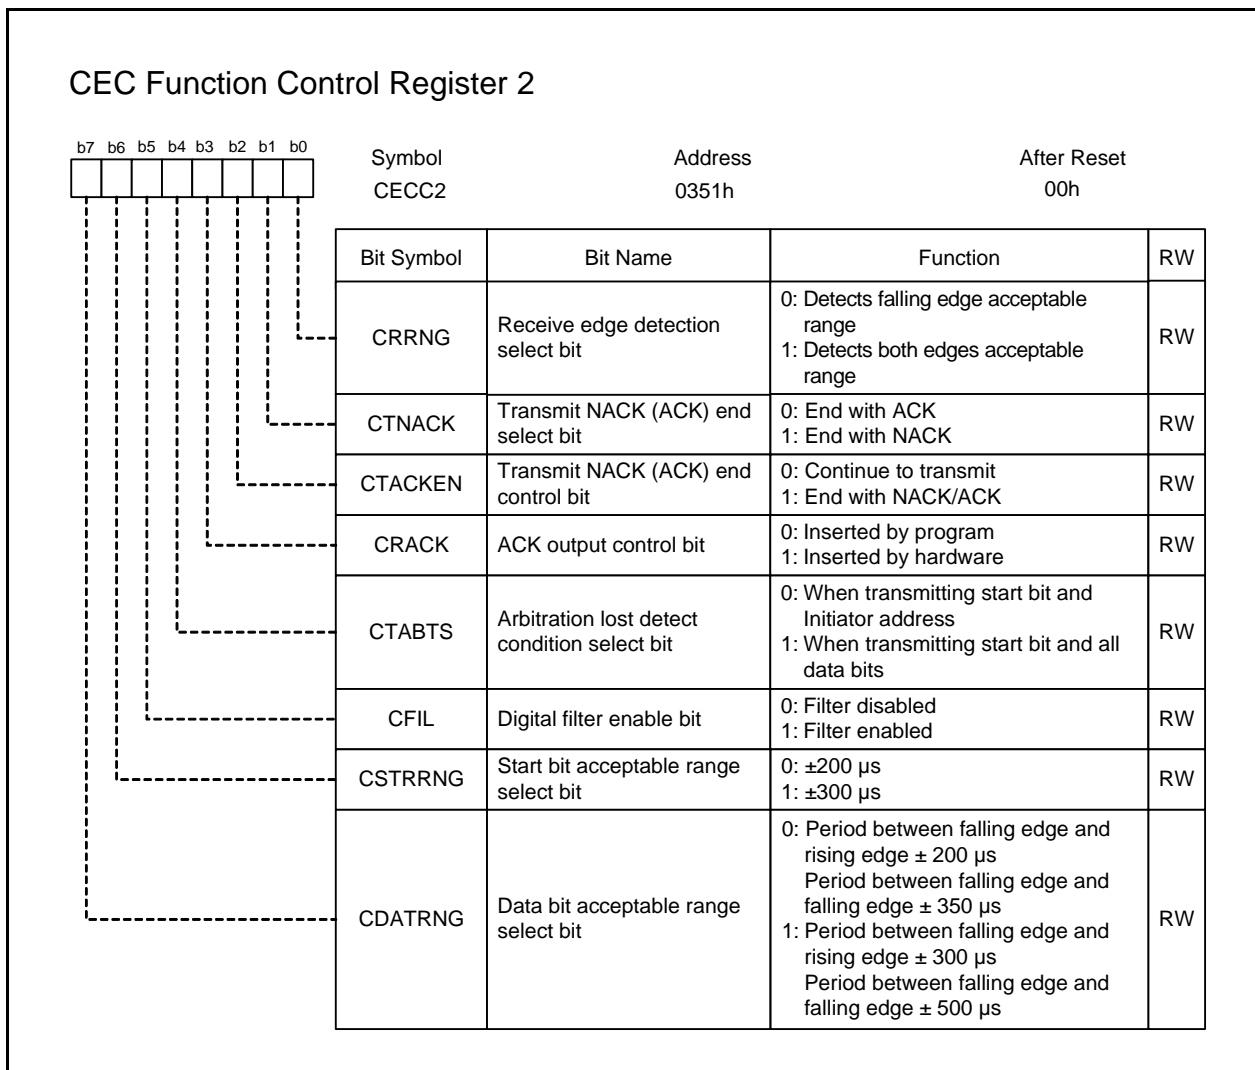 CEC Function Control Register 2
b7 b6 b5 b4 b3 b2 b1 b0
Symbol Address After Reset
CECC2 0351h 00h
Bit Symbol Bit Name Function RW
CRRNG
Receive edge detection
select bit
0: Detects falling edge acceptable
range
1: Detects both edges acceptable
range
RW
CTNACK
Transmit NACK (ACK) end
select bit
0: End with ACK
1: End with NACK
RW
CTACKEN
Transmit NACK (ACK) end
control bit
0: Continue to transmit
1: End with NACK/ACK
RW
CRACK
ACK output control bit
0: Inserted by program
1: Inserted by hardware
RW
CTABTS
Arbitration lost detect
condition select bit
0: When transmitting start bit and
Initiator address
1: When transmitting start bit and all
data bits
RW
CFIL
Digital filter enable bit
0: Filter disabled
1: Filter enabled
RW
CSTRRNG
Start bit acceptable range
select bit
0: ±200 µs
1: ±300 µs
RW
CDATRNG
Data bit acceptable range
select bit
0: Period between falling edge and
rising edge ± 200 µs
Period between falling edge and
falling edge ± 350 µs
1: Period between falling edge and
rising edge ± 300 µs
Period between falling edge and
falling edge ± 500 µs
RW